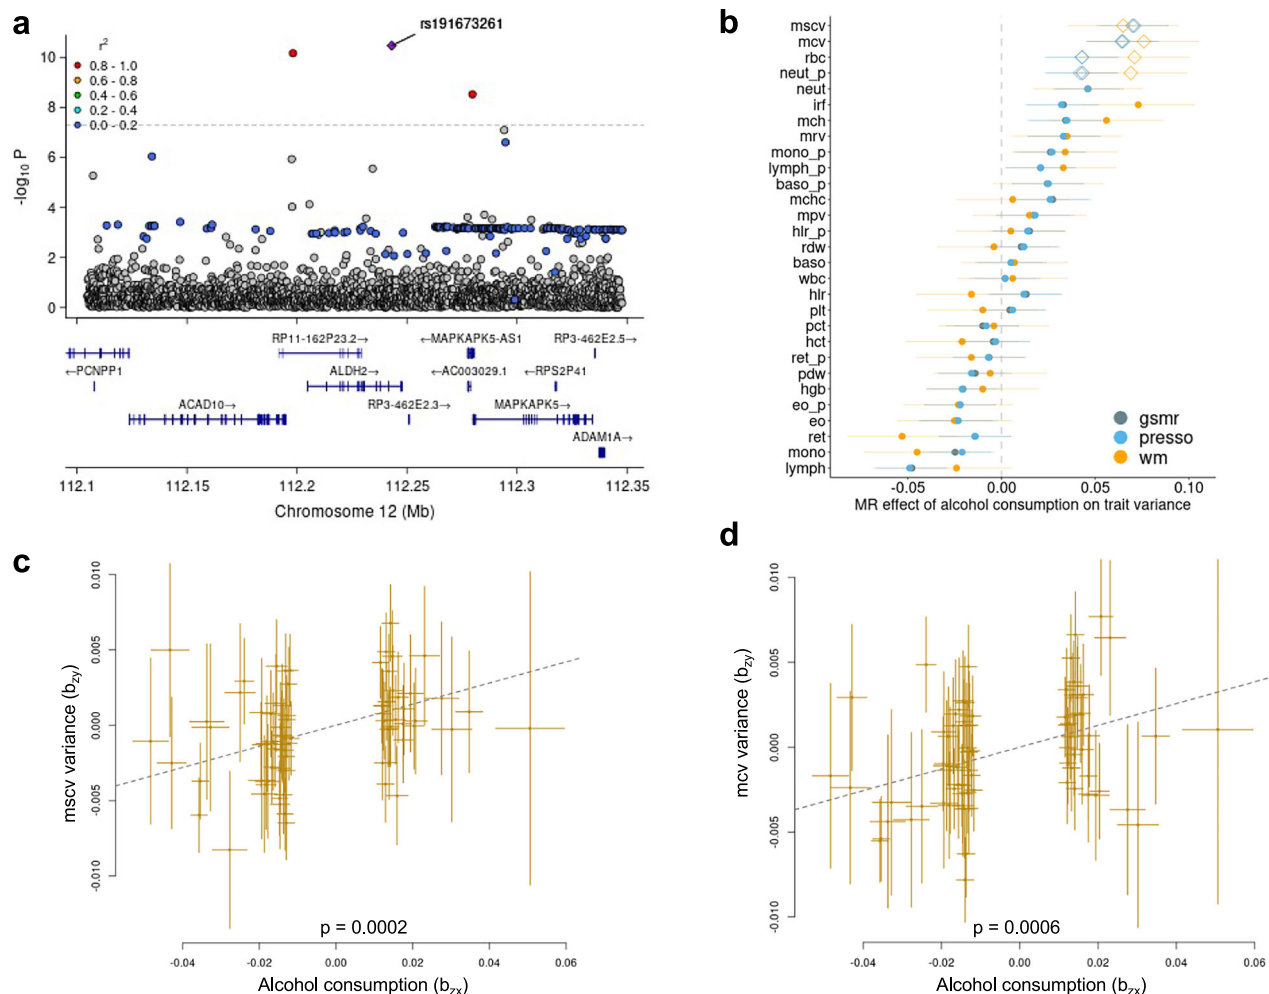 a
rs191673261
r²
0.8 - 1.0
0.6 - 0.8
0.4 - 0.6
0.2 - 0.4
0.0 - 0.2
10
8
6
4
2
0
-log10 P
RP11-162P23.2→
←MAPKAPK5-AS1
RP3-462E2.5→
←PCNPP1
ALDH2→
←AC003029.1
←RPS2P41
ACAD10→
RP3-462E2.3→
MAPKAPK5→
ADAM1A→
112.1
112.15
112.2
112.25
112.3
112.35
Chromosome 12 (Mb)
b
mscv
mcv
rbc
neut_p
neut
irf
mch
mrv
mono_p
lymph_p
baso_p
mchc
mpv
hlr_p
rdw
baso
wbc
hlr
plt
pct
hct
ret_p
pdw
hgb
eo_p
eo
ret
mono
lymph
gsmr
presso
wm
-0.05
0.00
0.05
0.10
MR effect of alcohol consumption on trait variance
c
0.010
0.005
0.000
-0.005
-0.010
mscv variance (bzy)
p = 0.0002
-0.04
-0.02
0.00
0.02
0.04
0.06
Alcohol consumption (bzx)
d
0.010
0.005
0.000
-0.005
-0.010
mcv variance (bzy)
p = 0.0006
-0.04
-0.02
0.00
0.02
0.04
0.06
Alcohol consumption (bzx)